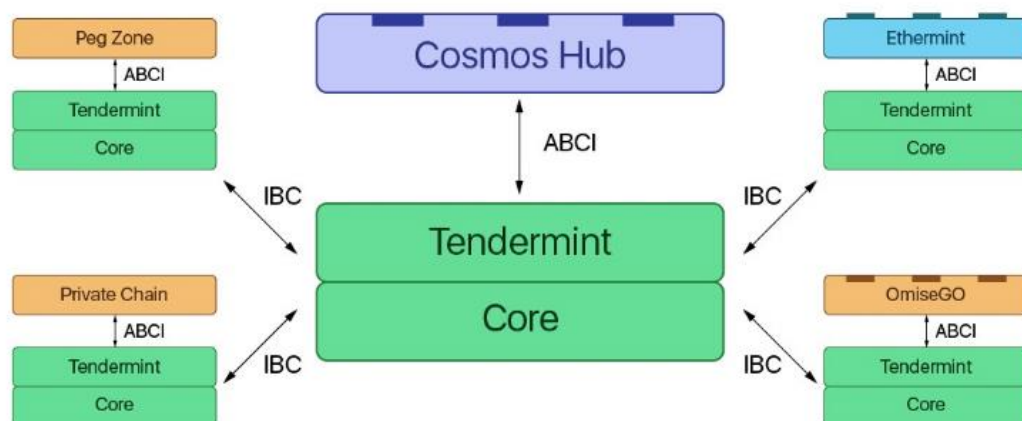 Peg Zone
ABCI
Tendermint
Core
Cosmos Hub
ABCI
Ethermint
ABCI
Tendermint
Core
IBC
IBC
Tendermint
Core
Private Chain
ABCI
Tendermint
Core
IBC
IBC
OmiseGO
ABCI
Tendermint
Core